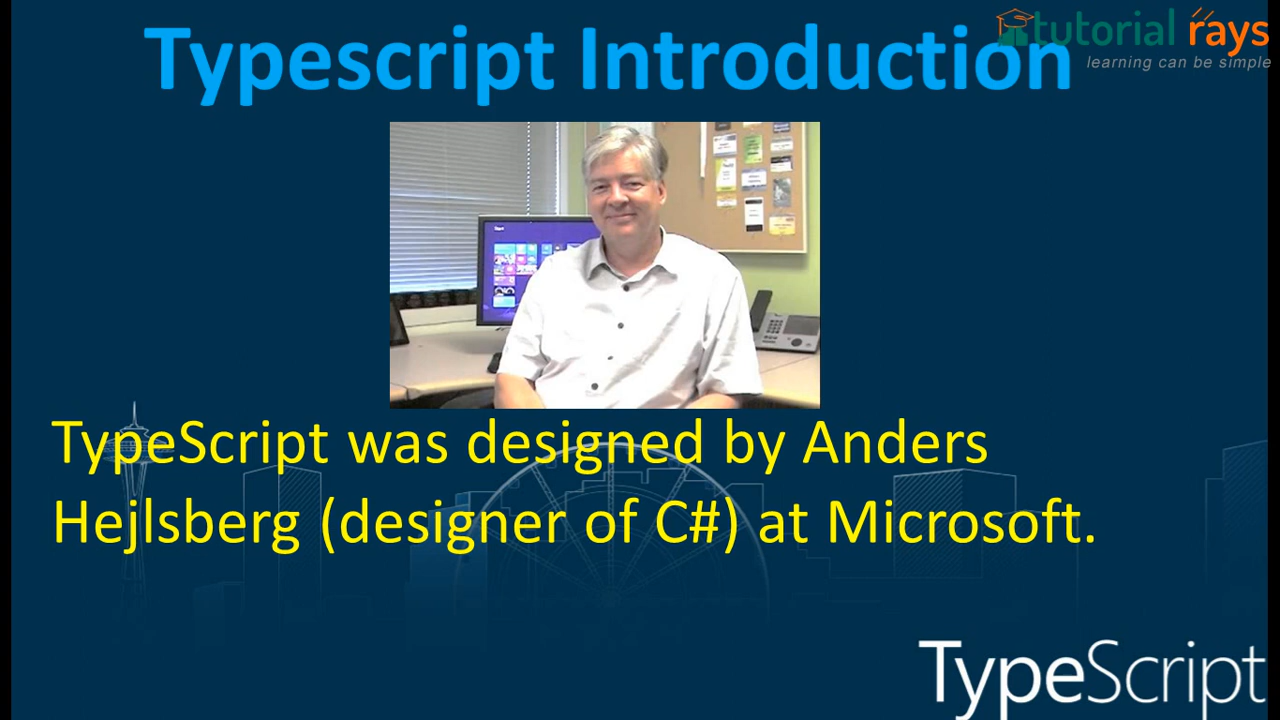 tutorial rays
Typescript Introduction
learning can be simple
Start
TypeScript was designed by Anders
Hejlsberg (designer of C#) at Microsoft.
TypeScript